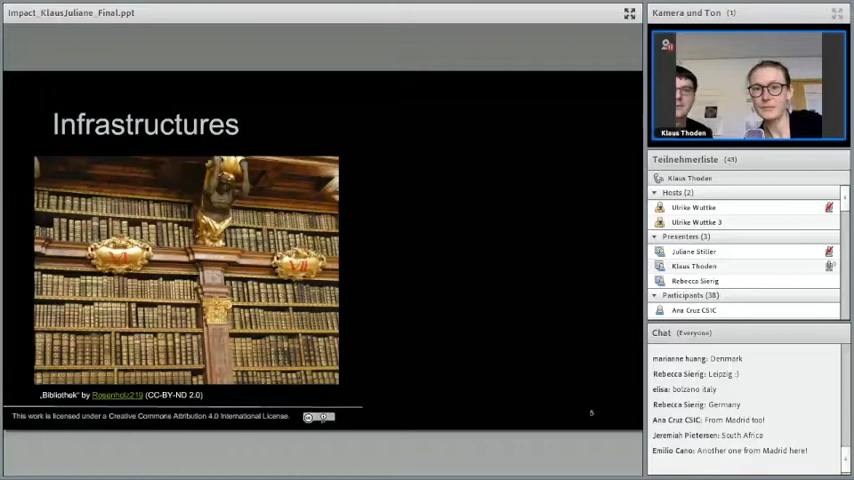 Impact_KlausJuliane_Final.ppt
Infrastructures
VI
VII
„Bibliothek“ by Rosenholz219 (CC-BY-ND 2.0)
This work is licensed under a Creative Commons Attribution 4.0 International License.
5
Kamera und Ton (1)
Klaus Thoden
Teilnehmerliste (43)
Klaus Thoden
Hosts (2)
Ulrike Wuttke
Ulrike Wuttke 3
Presenters (3)
Juliane Stiller
Klaus Thoden
Rebecca Sierig
Participants (38)
Ana Cruz CSIC
Chat (Everyone)
marianne huang: Denmark
Rebecca Sierig: Leipzig :)
elisa: bolzano italy
Rebecca Sierig: Germany
Ana Cruz CSIC: From Madrid too!
Jeremiah Pietersen: South Africa
Emilio Cano: Another one from Madrid here!